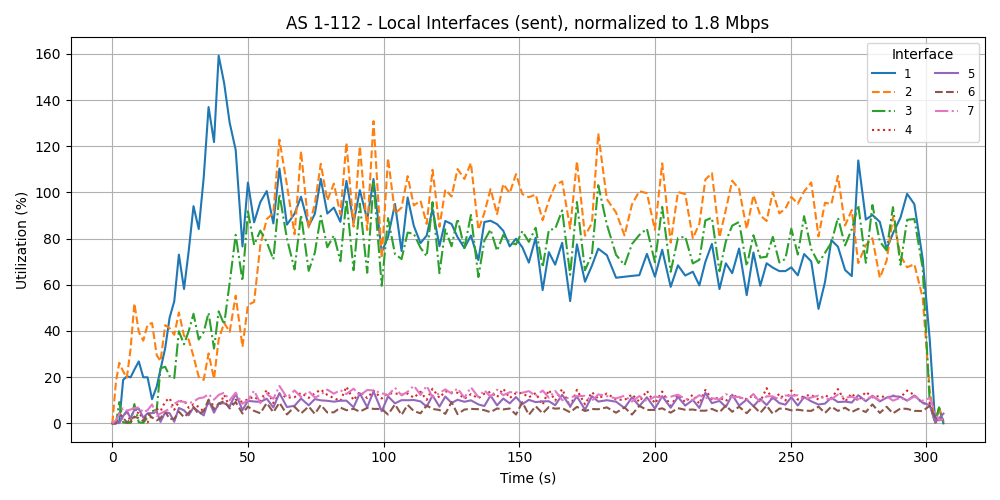 AS 1-112 - Local Interfaces (sent), normalized to 1.8 Mbps
Utilization (%)
160
140
120
100
80
60
40
20
0
0 50 100 150 200 250 300
Time (s)
Interface
1 5
2 6
3 7
4